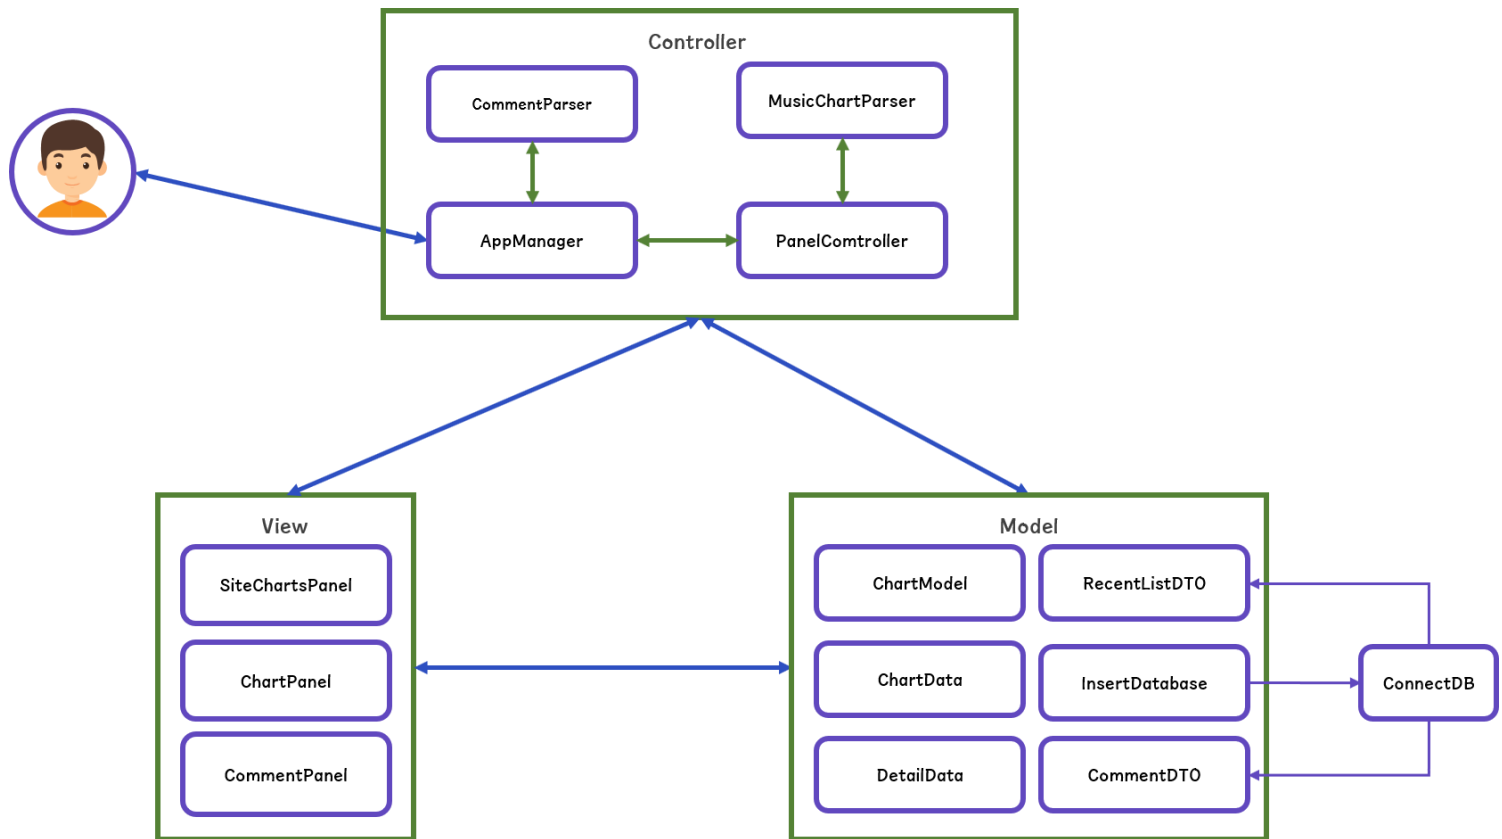 Controller
CommentParser
MusicChartParser
AppManager
PanelComtroller
View
SiteChartsPanel
ChartPanel
CommentPanel
Model
ChartModel
RecentListDTO
ChartData
InsertDatabase
DetailData
CommentDTO
ConnectDB